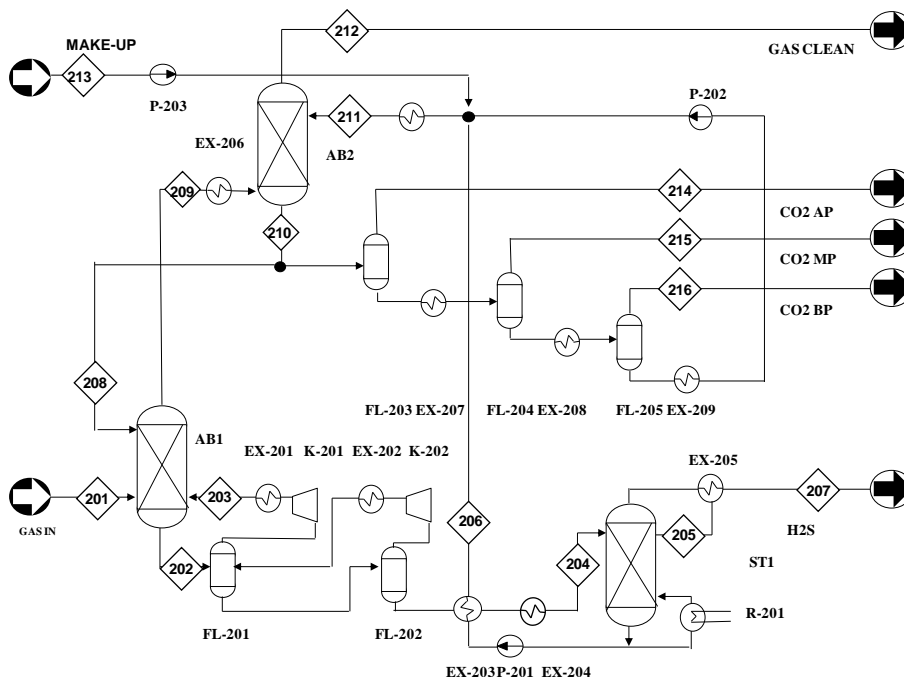 212
MAKE-UP
GAS CLEAN
213
P-203
P-202
211
EX-206
AB2
209
214
210
CO2 AP
215
CO2 MP
216
CO2 BP
208
FL-203 EX-207 FL-204 EX-208 FL-205 EX-209
AB1
EX-201 K-201 EX-202 K-202
EX-205
201
203
206
207
GAS IN
205
H2S
202
204
ST1
R-201
FL-201
FL-202
EX-203 P-201 EX-204